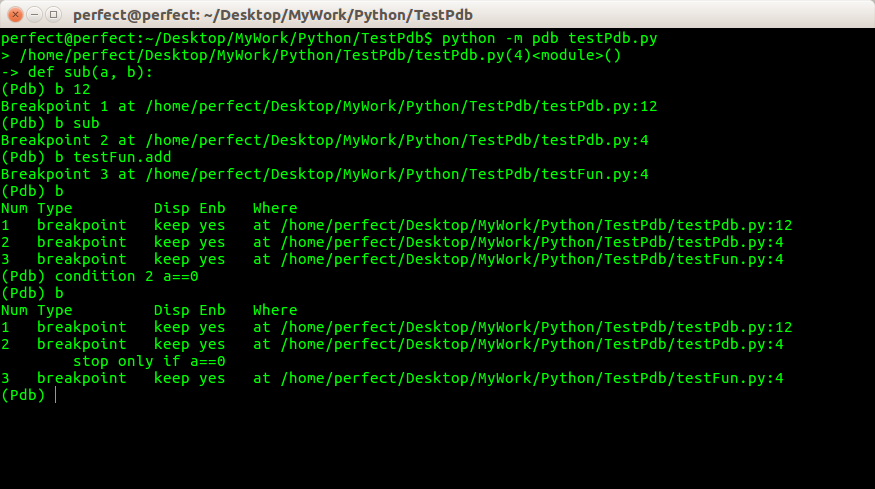 perfect@perfect: ~/Desktop/MyWork/Python/TestPdb
perfect@perfect:~/Desktop/MyWork/Python/TestPdb$ python -m pdb testPdb.py
> /home/perfect/Desktop/MyWork/Python/TestPdb/testPdb.py(4)<module>()
-> def sub(a, b):
(Pdb) b 12
Breakpoint 1 at /home/perfect/Desktop/MyWork/Python/TestPdb/testPdb.py:12
(Pdb) b sub
Breakpoint 2 at /home/perfect/Desktop/MyWork/Python/TestPdb/testPdb.py:4
(Pdb) b testFun.add
Breakpoint 3 at /home/perfect/Desktop/MyWork/Python/TestPdb/testFun.py:4
(Pdb) b
Num Type         Disp Enb   Where
1   breakpoint   keep yes   at /home/perfect/Desktop/MyWork/Python/TestPdb/testPdb.py:12
2   breakpoint   keep yes   at /home/perfect/Desktop/MyWork/Python/TestPdb/testPdb.py:4
3   breakpoint   keep yes   at /home/perfect/Desktop/MyWork/Python/TestPdb/testFun.py:4
(Pdb) condition 2 a==0
(Pdb) b
Num Type         Disp Enb   Where
1   breakpoint   keep yes   at /home/perfect/Desktop/MyWork/Python/TestPdb/testPdb.py:12
2   breakpoint   keep yes   at /home/perfect/Desktop/MyWork/Python/TestPdb/testPdb.py:4
        stop only if a==0
3   breakpoint   keep yes   at /home/perfect/Desktop/MyWork/Python/TestPdb/testFun.py:4
(Pdb)